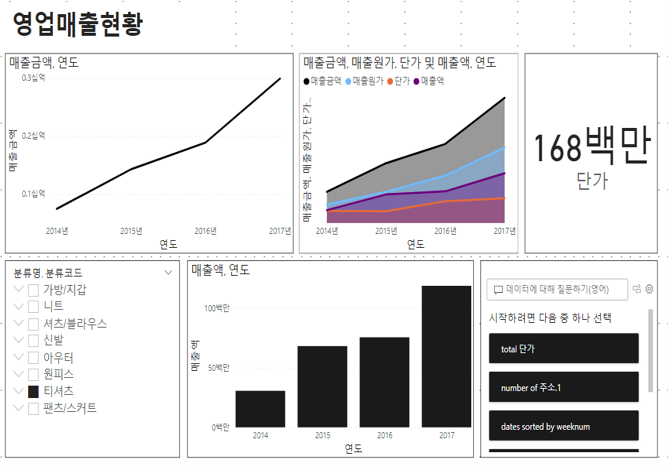 영업매출현황
매출금액, 연도
0.3십억
0.2십억
0.1십억
매출금액
2014년 2015년 2016년 2017년
연도
매출금액, 매출원가, 단가 및 매출액, 연도
매출금액 매출원가 단가 매출액
매출금액, 매출원가, 단가,...
2014년 2015년 2016년 2017년
연도
168백만
단가
분류명, 분류코드
가방/지갑
니트
셔츠/블라우스
신발
아우터
원피스
티셔츠
팬츠/스커트
매출액, 연도
100백만
50백만
0백만
매출액
2014 2015 2016 2017
연도
데이터에 대해 질문하기(영어)
시작하려면 다음 중 하나 선택
total 단가
number of 주소.1
dates sorted by weeknum